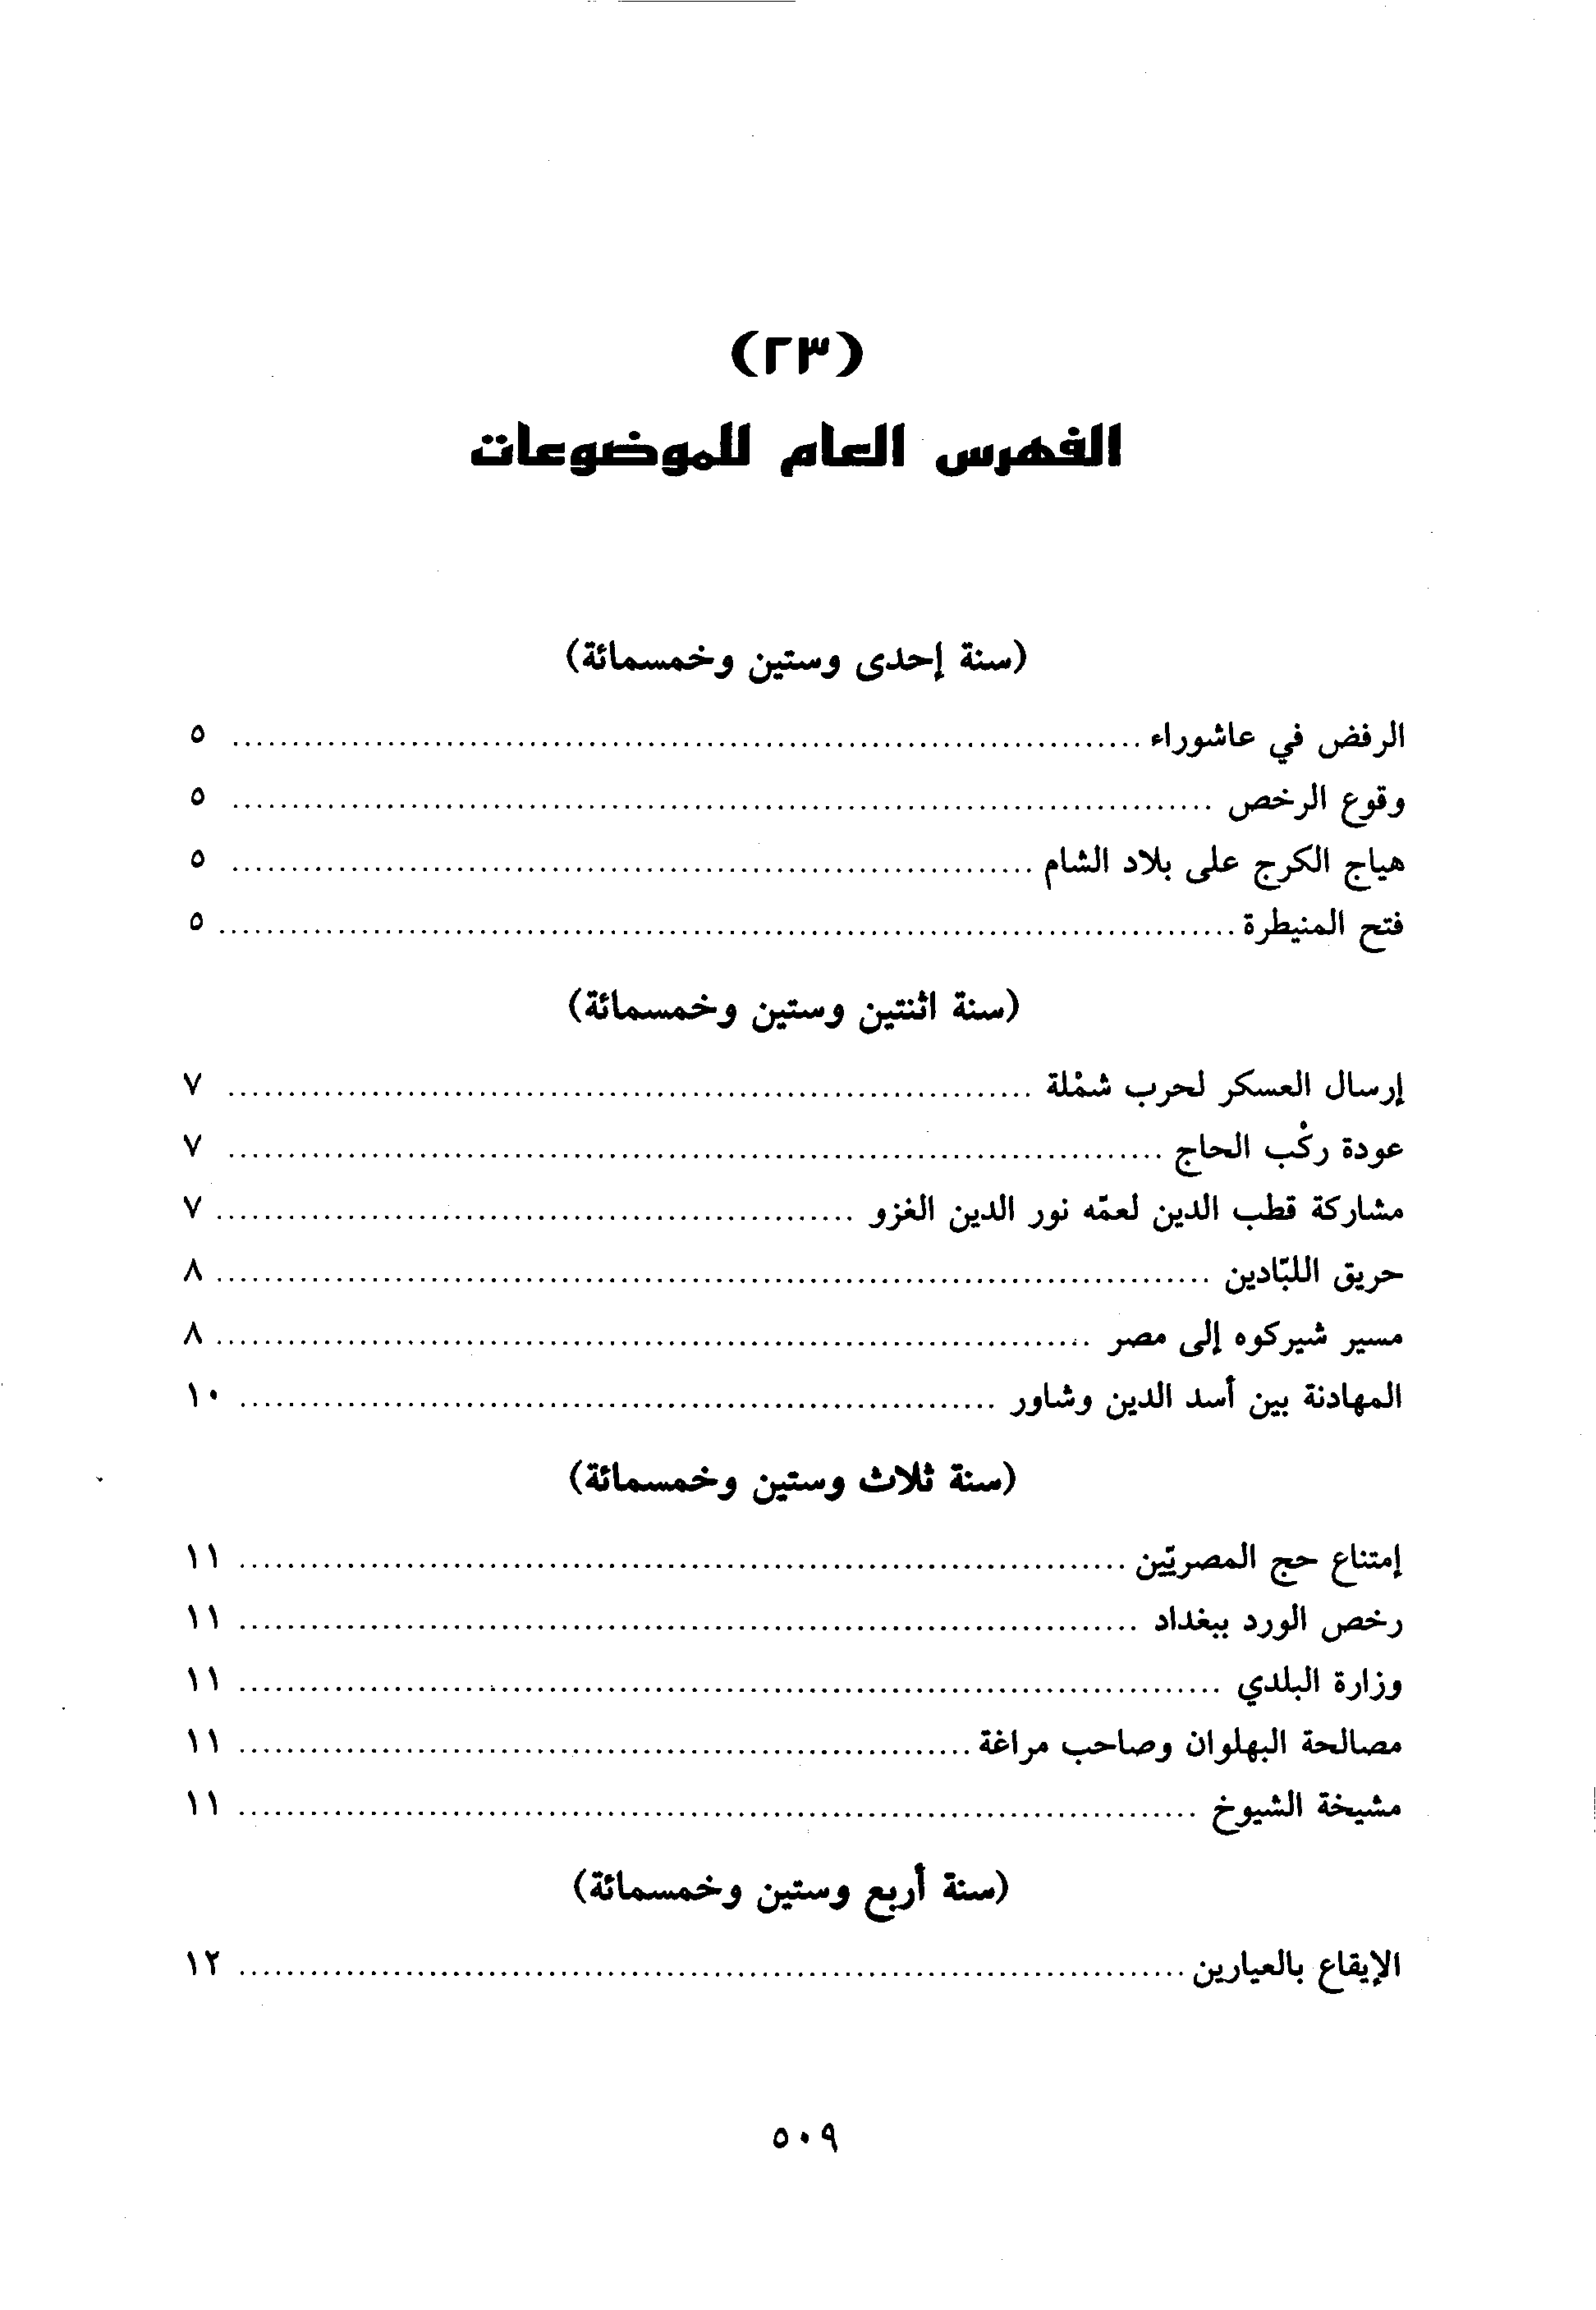 (٢٣)
الفهرس العام للموضوعات
(سنة إحدى وستين وخمسمائة)
الرفض في عاشوراء ........ ٥
وقوع الرخص ........ ٥
هياج الكرج على بلاد الشام ........ ٥
فتح المنيطرة ........ ٥
(سنة اثنتين وستين وخمسمائة)
إرسال العسكر لحرب شمْلة ........ ٧
عودة ركْب الحاج ........ ٧
مشاركة قطب الدين لعمّه نور الدين الغزو ........ ٧
حريق اللبّادين ........ ٨
مسير شيركوه إلى مصر ........ ٨
المهادنة بين أسد الدين وشاور ........ ١٠
(سنة ثلاث وستين وخمسمائة)
إمتناع حج المصريّين ........ ١١
رخص الورد ببغداد ........ ١١
وزارة البلدي ........ ١١
مصالحة البهلوان وصاحب مراغة ........ ١١
مشيخة الشيوخ ........ ١١
(سنة أربع وستين وخمسمائة)
الإيقاع بالعيارين ........ ١٢
٥٠٩